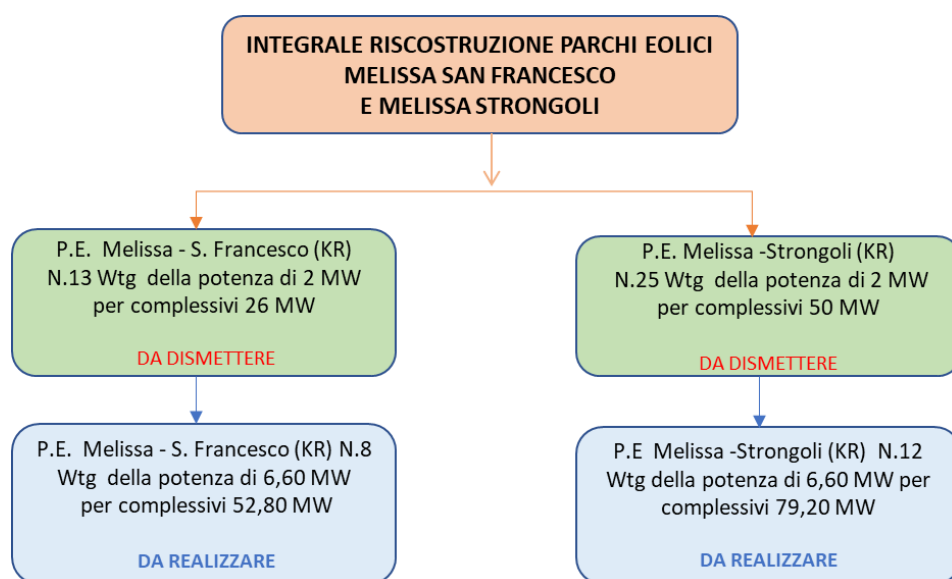 INTEGRALE RISCOSTRUZIONE PARCHI EOLICI
MELISSA SAN FRANCESCO
E MELISSA STRONGOLI
P.E. Melissa - S. Francesco (KR)
N.13 Wtg della potenza di 2 MW
per complessivi 26 MW
DA DISMETTERE
P.E. Melissa -Strongoli (KR)
N.25 Wtg della potenza di 2 MW
per complessivi 50 MW
DA DISMETTERE
P.E. Melissa - S. Francesco (KR) N.8
Wtg della potenza di 6,60 MW
per complessivi 52,80 MW
DA REALIZZARE
P.E Melissa -Strongoli (KR) N.12
Wtg della potenza di 6,60 MW per
complessivi 79,20 MW
DA REALIZZARE